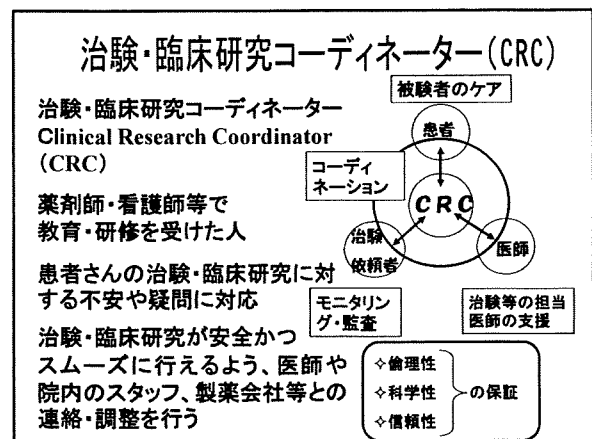 治験・臨床研究コーディネーター(CRC)
治験・臨床研究コーディネーター
Clinical Research Coordinator
(CRC)
薬剤師・看護師等で
教育・研修を受けた人
患者さんの治験・臨床研究に対
する不安や疑問に対応
治験・臨床研究が安全かつ
スムーズに行えるよう、医師や
院内のスタッフ、製薬会社等との
連絡・調整を行う
被験者のケア
患者
コーディ
ネーション
CRC
治験
依頼者
医師
モニタリン
グ・監査
治験等の担当
医師の支援
✧倫理性
✧科学性
✧信頼性
の保証